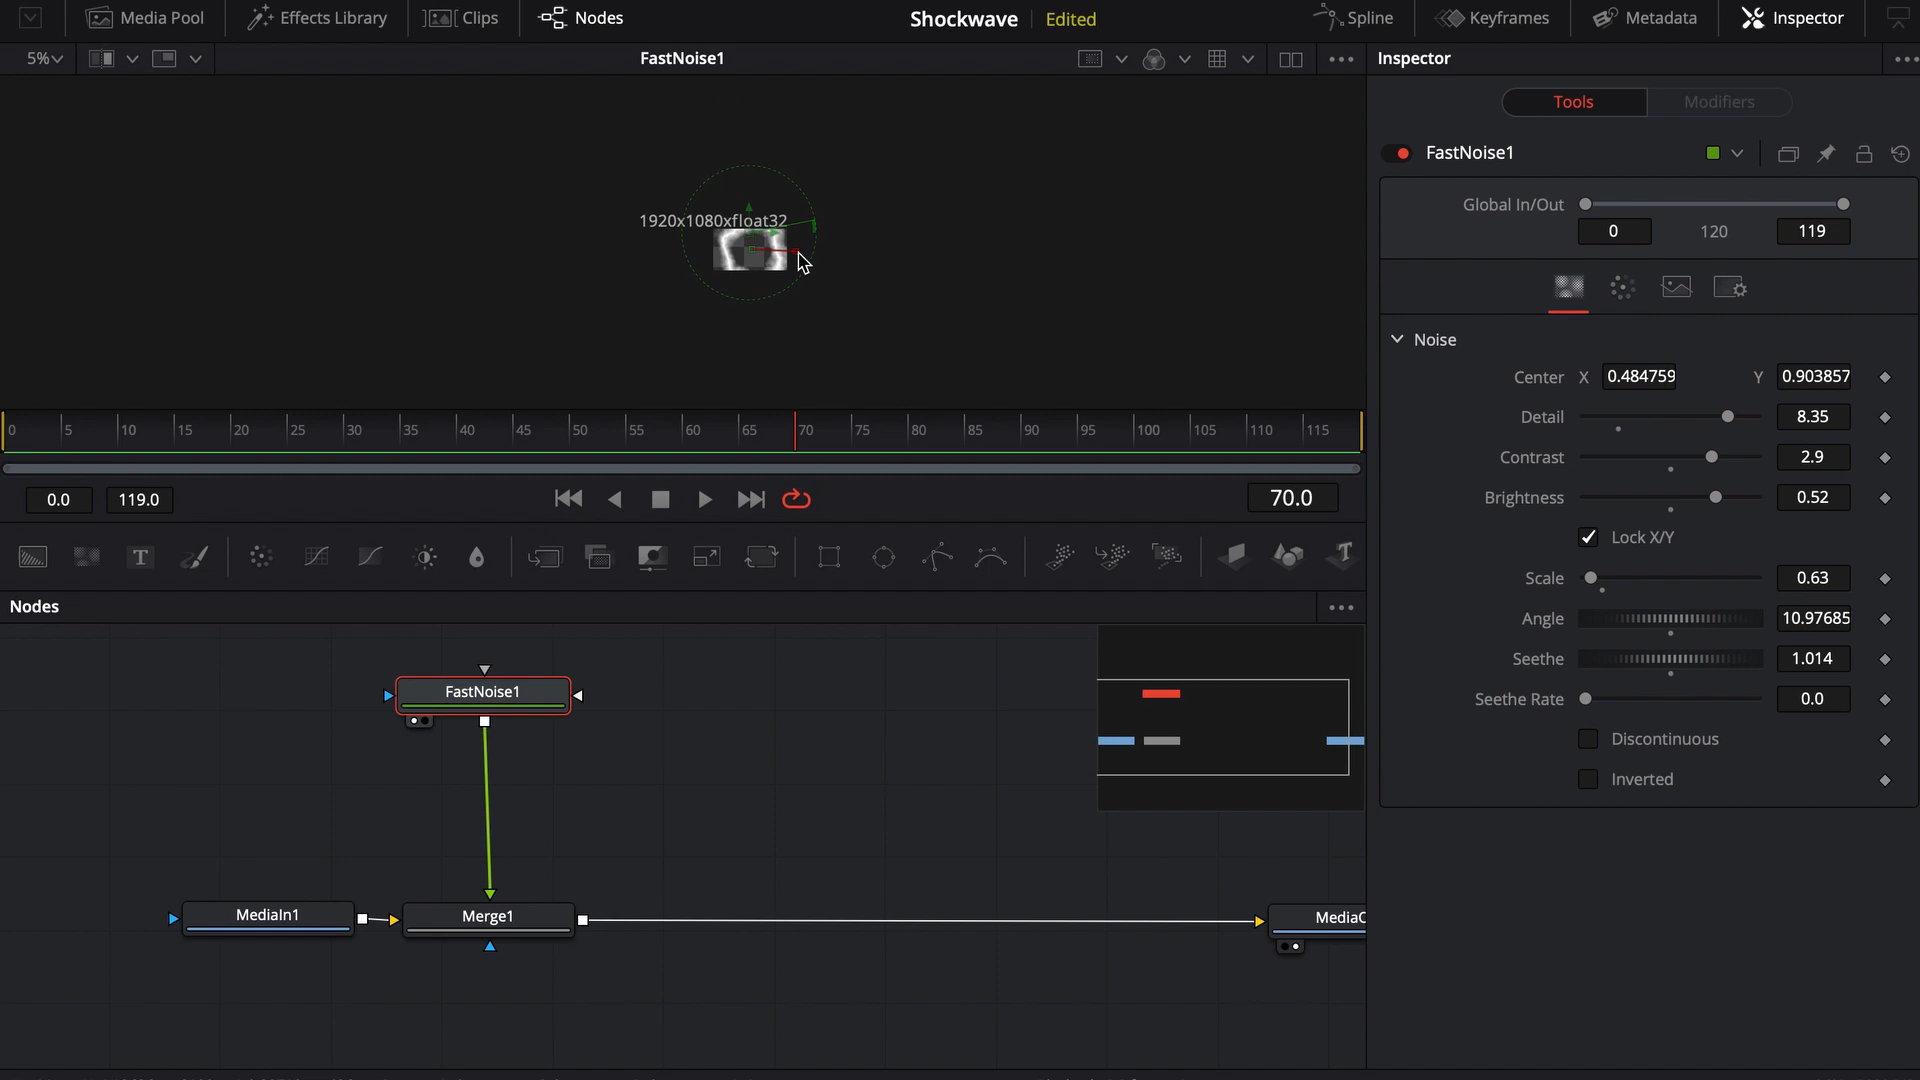 Media Pool
Effects Library
Clips
Nodes
Shockwave
Edited
Spline
Keyframes
Metadata
Inspector
5%
FastNoise1
Inspector
Tools
Modifiers
FastNoise1
Global In/Out
0
120
119
1920x1080xfloat32
Noise
Center X 0.484759 Y 0.903857
Detail 8.35
Contrast 2.9
Brightness 0.52
Lock X/Y
Scale 0.63
Angle 10.97685
Seethe 1.014
Seethe Rate 0.0
Discontinuous
Inverted
0 5 10 15 20 25 30 35 40 45 50 55 60 65 70 75 80 85 90 95 100 105 110 115
0.0
119.0
70.0
T
T
Nodes
FastNoise1
MediaIn1
Merge1
MediaO